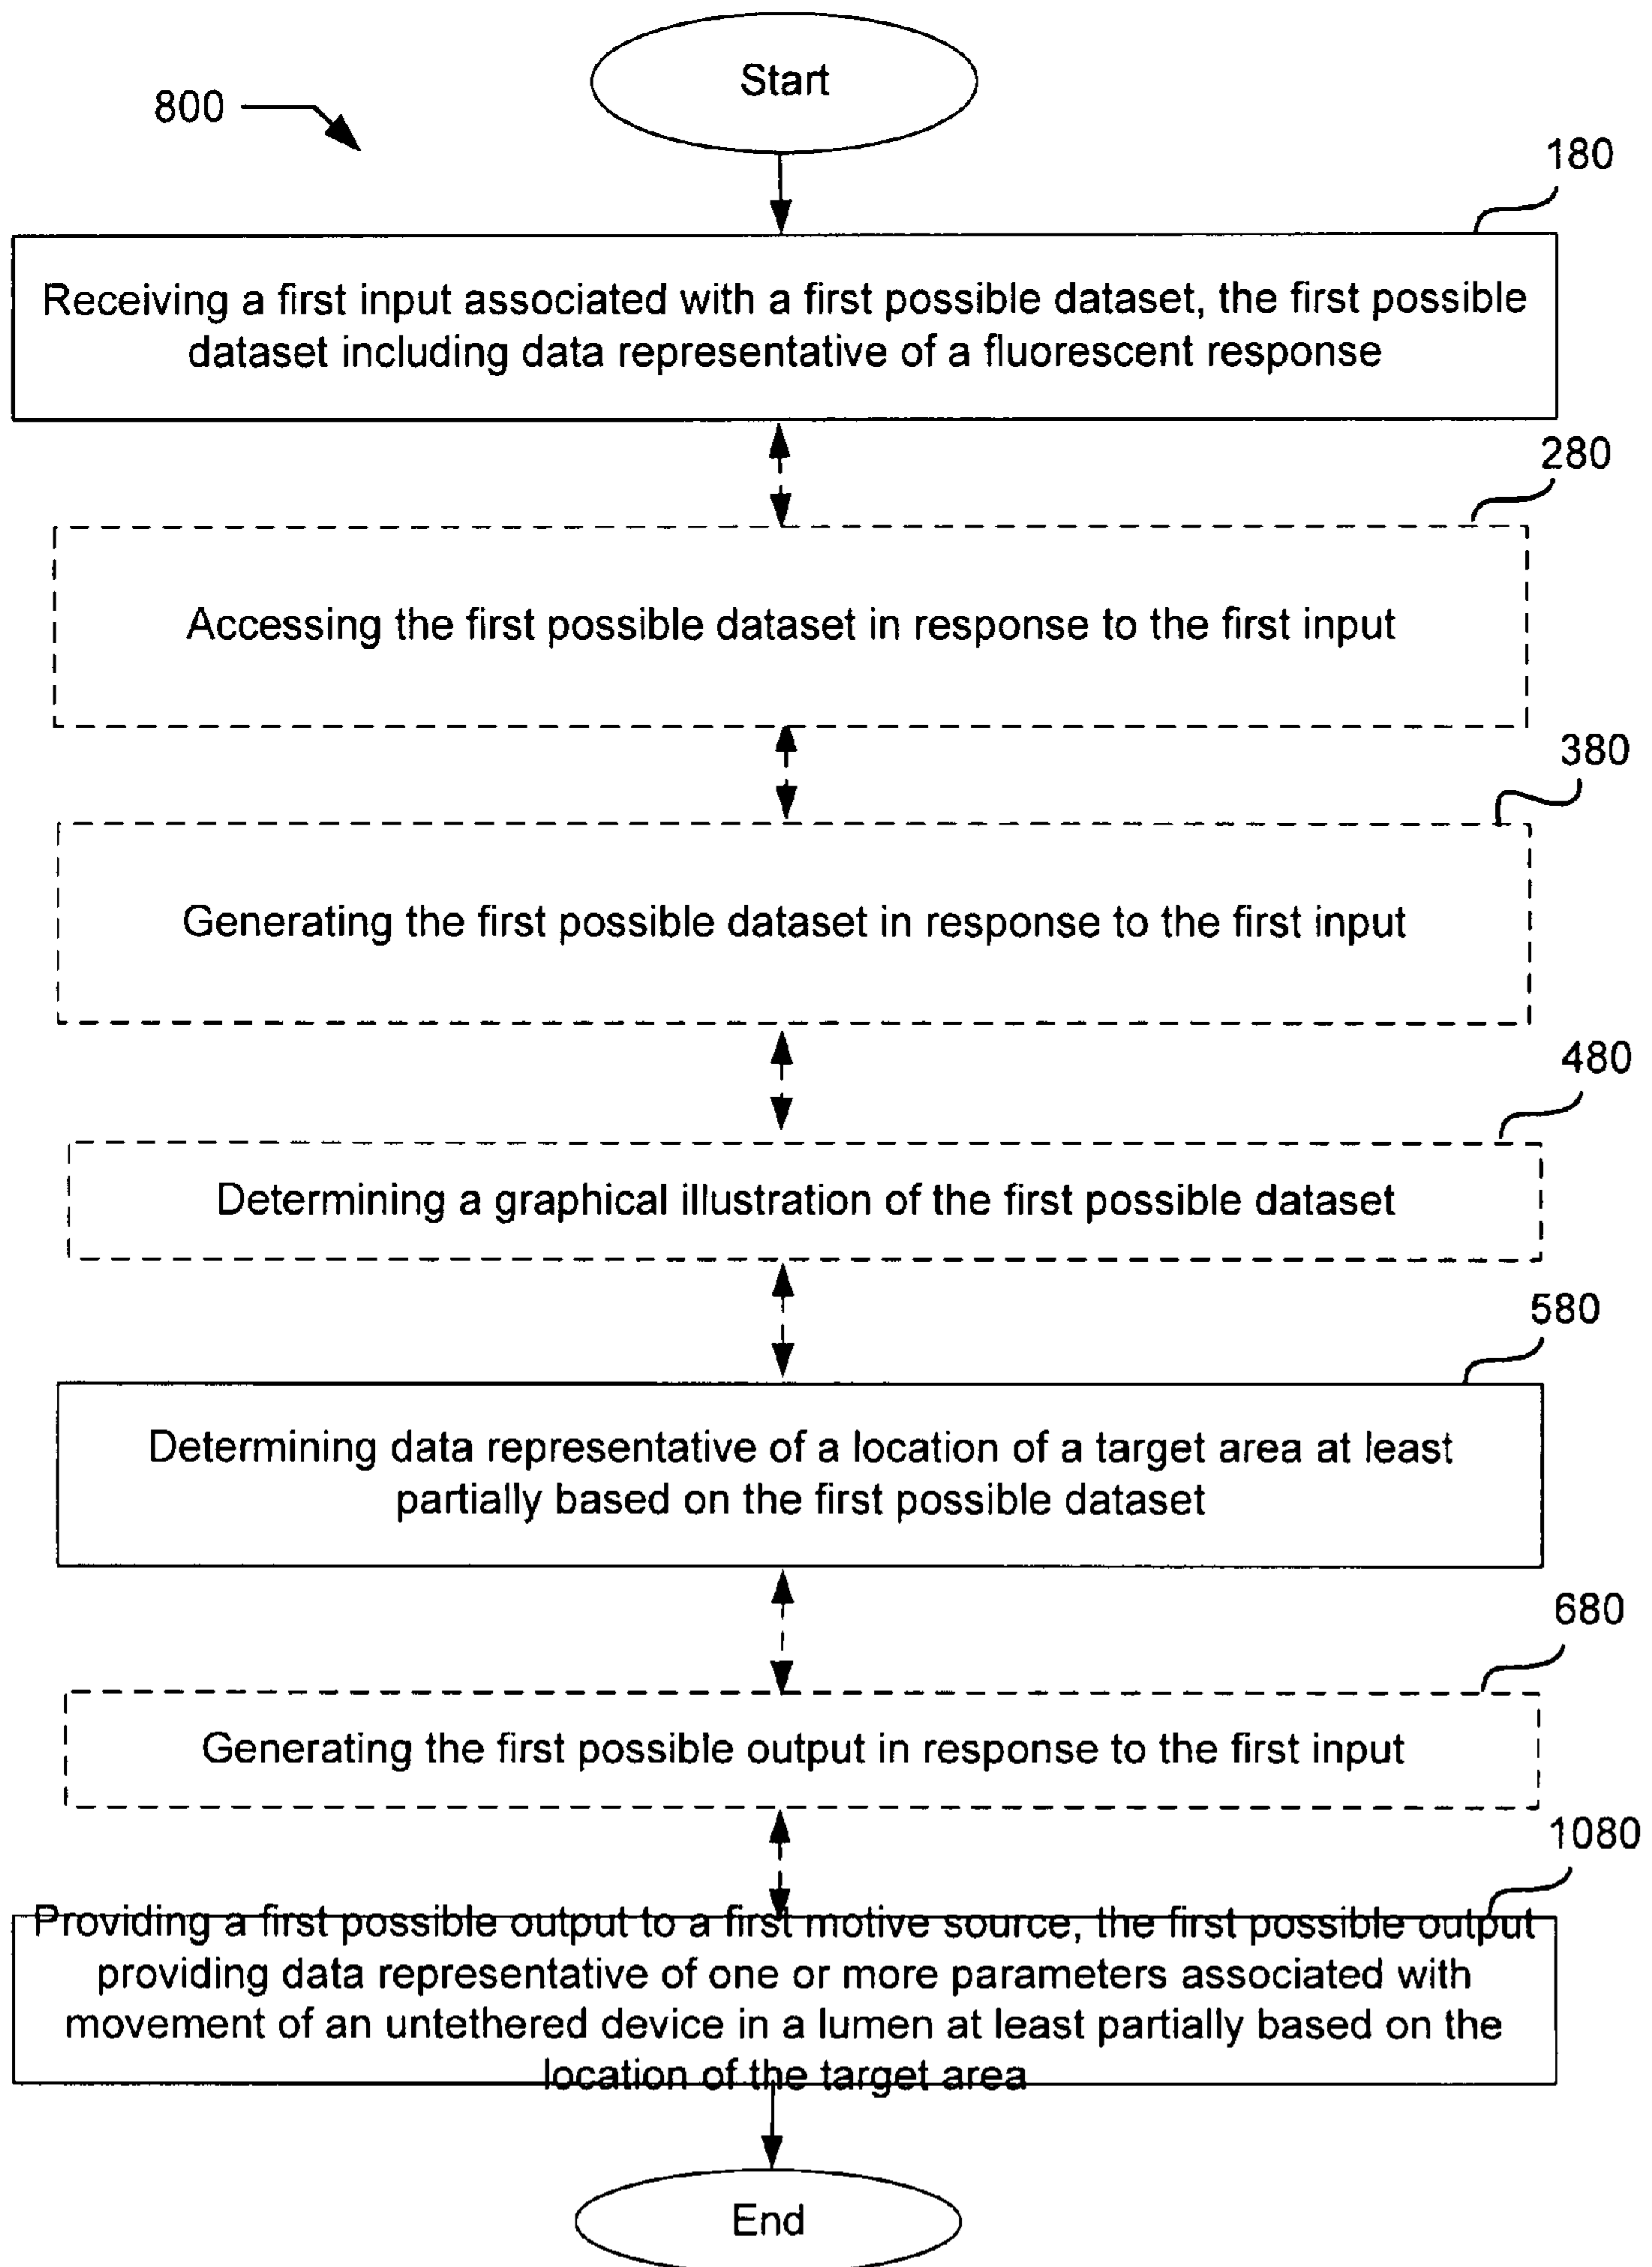 Start
800
180
Receiving a first input associated with a first possible dataset, the first possible
dataset including data representative of a fluorescent response
280
Accessing the first possible dataset in response to the first input
380
Generating the first possible dataset in response to the first input
480
Determining a graphical illustration of the first possible dataset
580
Determining data representative of a location of a target area at least
partially based on the first possible dataset
680
Generating the first possible output in response to the first input
1080
Providing a first possible output to a first motive source, the first possible output
providing data representative of one or more parameters associated with
movement of an untethered device in a lumen at least partially based on the
location of the target area
End